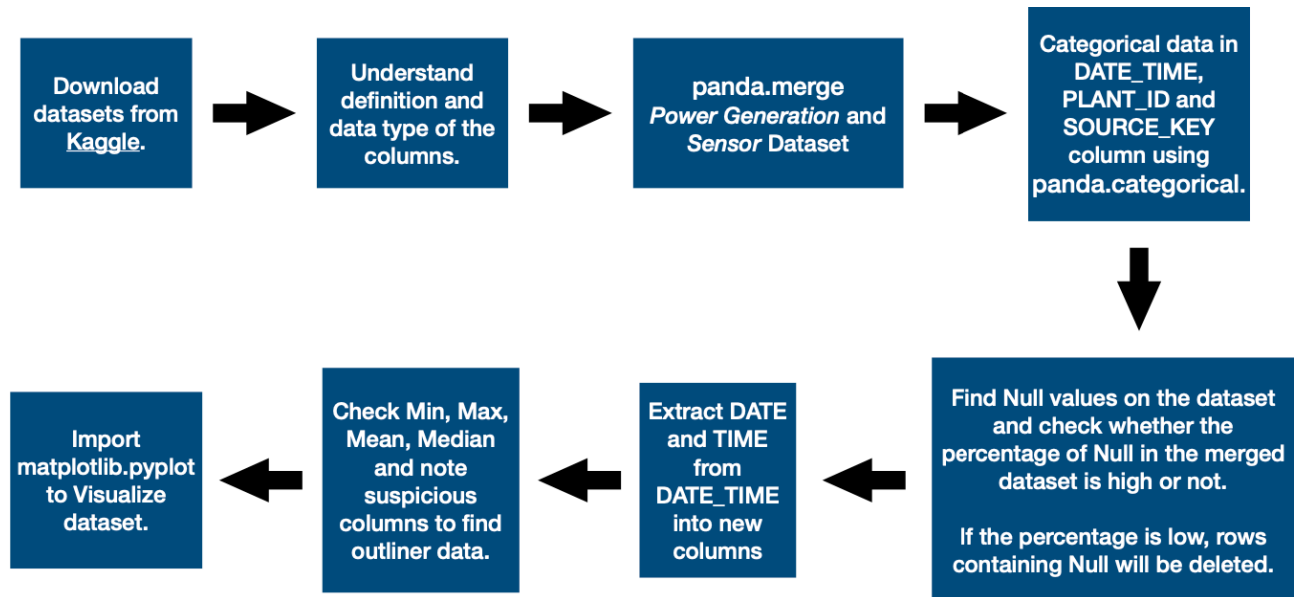 Download
datasets from
Kaggle.
Understand
definition and
data type of the
columns.
panda.merge
Power Generation and
Sensor Dataset
Categorical data in
DATE_TIME,
PLANT_ID and
SOURCE_KEY
column using
panda.categorical.
Find Null values on the dataset
and check whether the
percentage of Null in the merged
dataset is high or not.
If the percentage is low, rows
containing Null will be deleted.
Extract DATE
and TIME
from
DATE_TIME
into new
columns
Check Min, Max,
Mean, Median
and note
suspicious
columns to find
outliner data.
Import
matplotlib.pyplot
to Visualize
dataset.